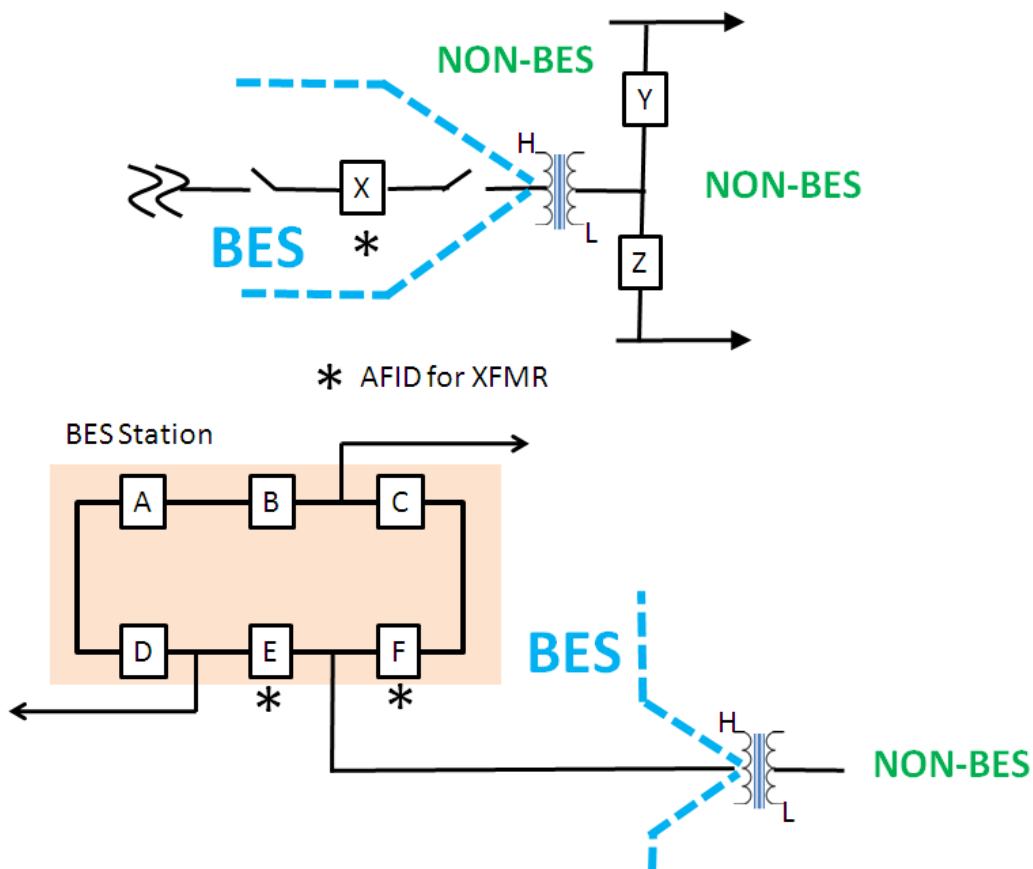 NON-BES
Y
H
X
NON-BES
BES
*
L
Z
* AFID for XFMR
BES Station
A
B
C
D
E
F
*
*
BES
H
NON-BES
L